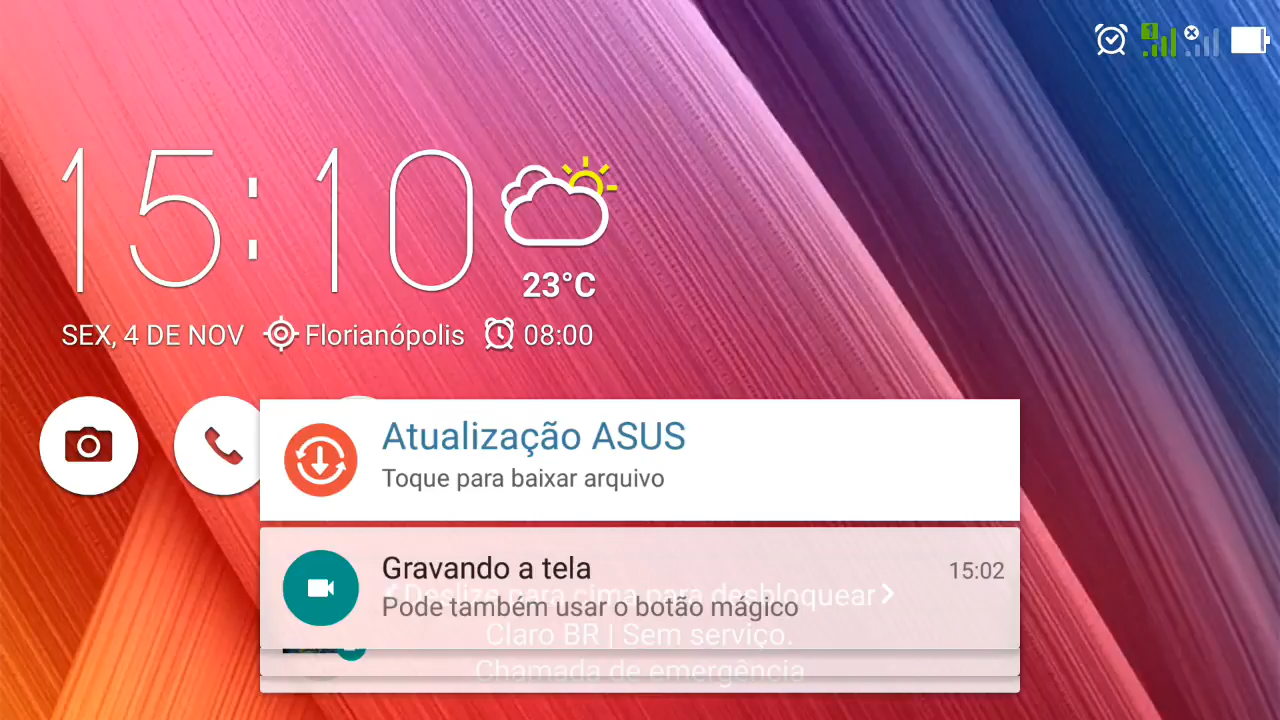 15:10
23°C
SEX, 4 DE NOV Florianópolis 08:00
Atualização ASUS
Toque para baixar arquivo
Gravando a tela 15:02
Deslize para cima para desbloquear
Pode também usar o botão mágico
Claro BR | Sem serviço.
Chamada de emergência